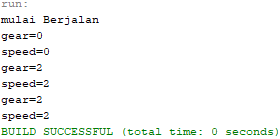 run:
mulai Berjalan
gear=0
speed=0
gear=2
speed=2
gear=2
speed=2
BUILD SUCCESSFUL (total time: 0 seconds)